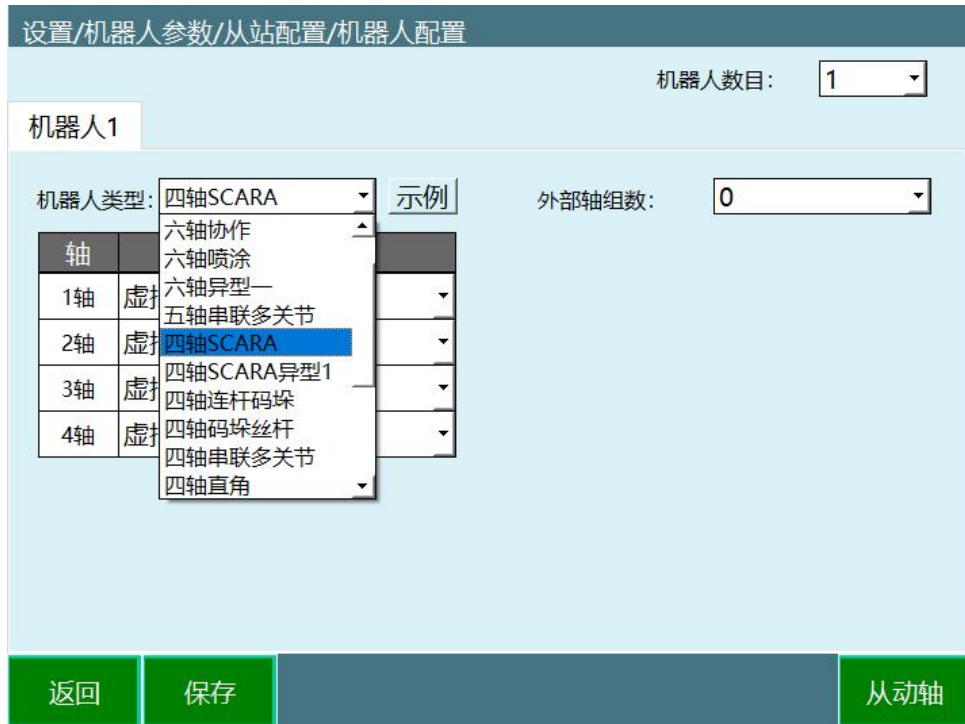 设置/机器人参数/从站配置/机器人配置
机器人数目: 1
机器人1
机器人类型: 四轴SCARA 示例 外部轴组数: 0
轴
六轴协作
六轴喷涂
六轴异型一
五轴串联多关节
四轴SCARA
四轴SCARA异型1
四轴连杆码垛
四轴码垛丝杆
四轴串联多关节
四轴直角
1轴 虚
2轴 虚
3轴 虚
4轴 虚
返回 保存 从动轴